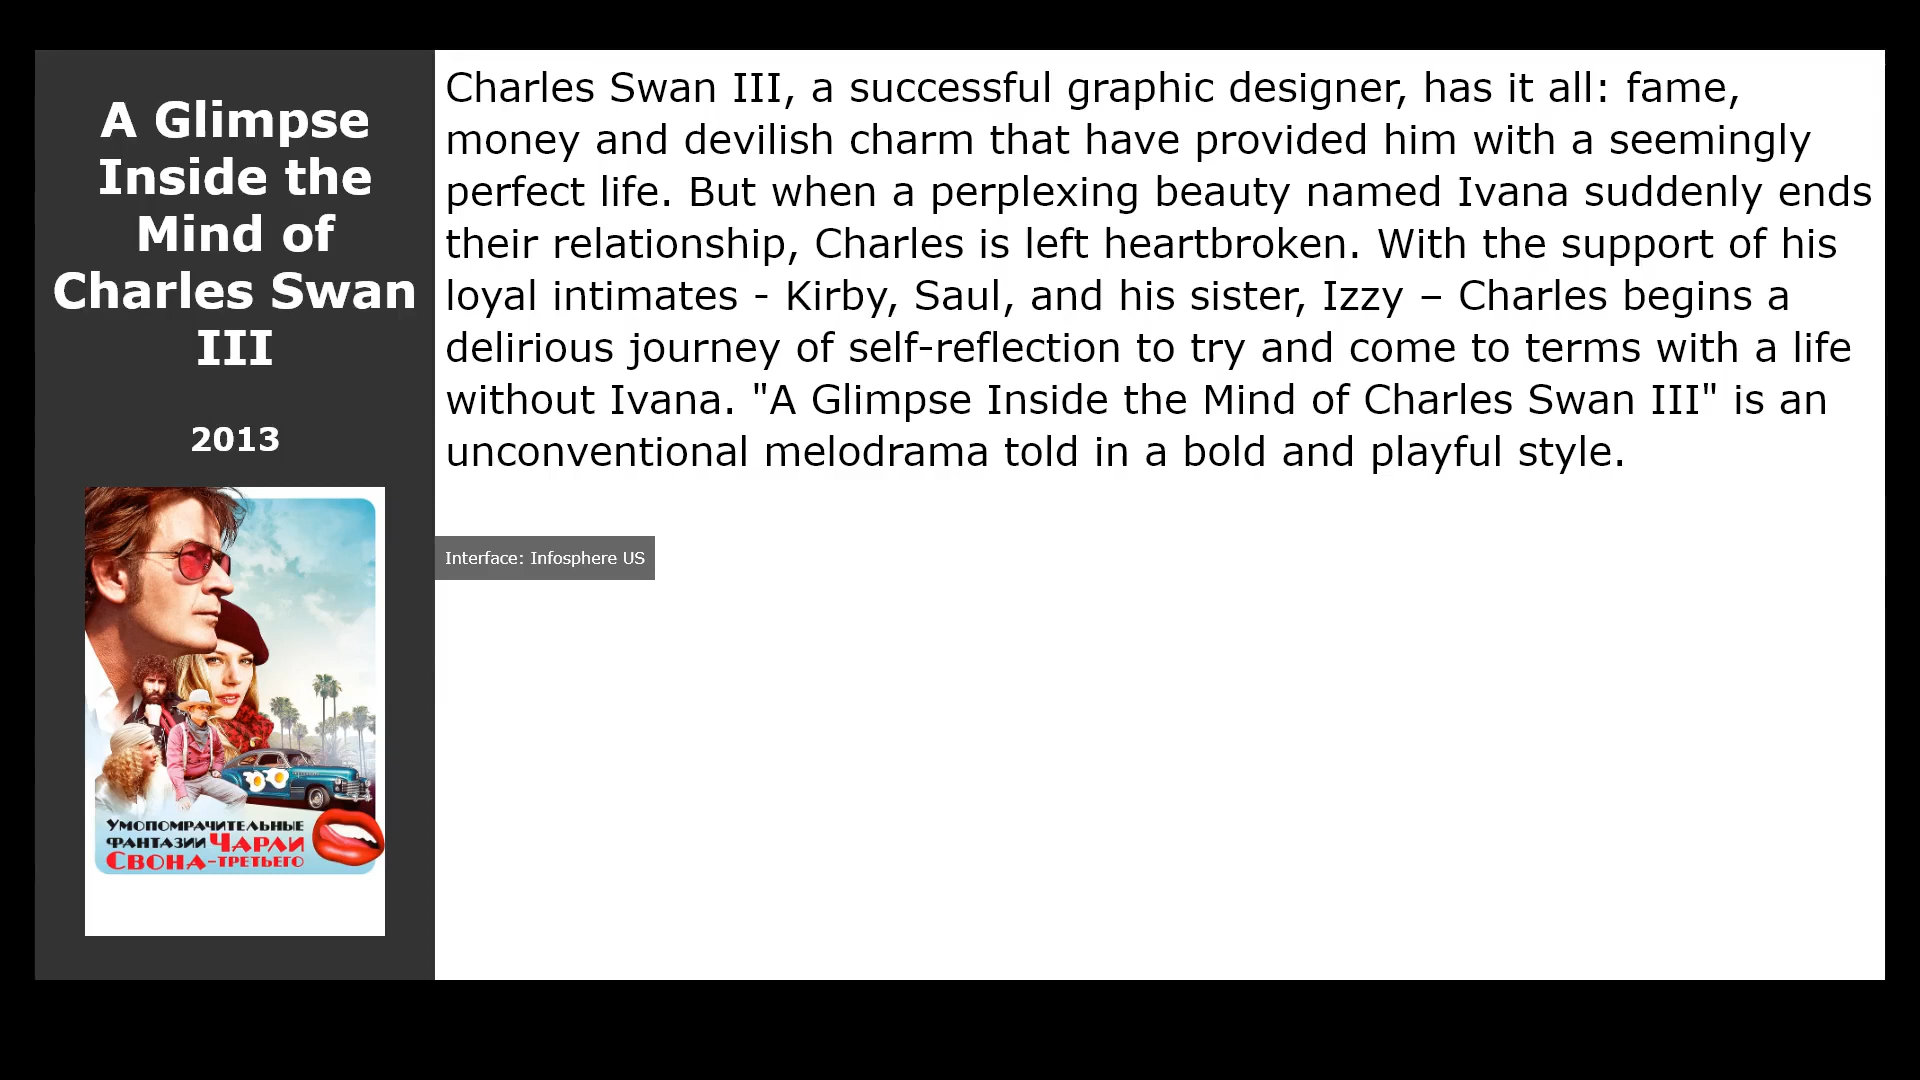 A Glimpse
Inside the
Mind of
Charles Swan
III
2013
УМОПОМРАЧИТЕЛЬНЫЕ
ФАНТАЗИИ ЧАРЛИ
СВОНА-ТРЕТЬЕГО
Charles Swan III, a successful graphic designer, has it all: fame,
money and devilish charm that have provided him with a seemingly
perfect life. But when a perplexing beauty named Ivana suddenly ends
their relationship, Charles is left heartbroken. With the support of his
loyal intimates - Kirby, Saul, and his sister, Izzy – Charles begins a
delirious journey of self-reflection to try and come to terms with a life
without Ivana. "A Glimpse Inside the Mind of Charles Swan III" is an
unconventional melodrama told in a bold and playful style.
Interface: Infosphere US